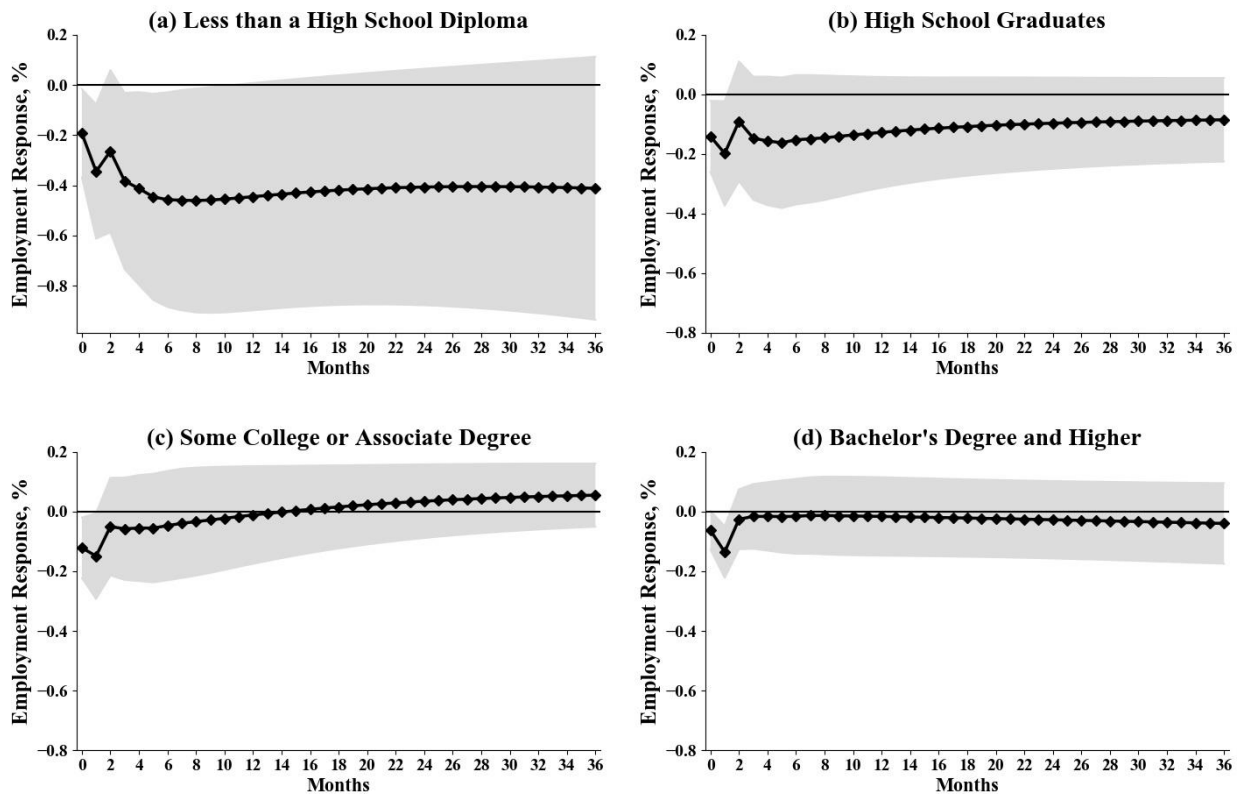 (a) Less than a High School Diploma
Employment Response, %
0.2
0.0
−0.2
−0.4
−0.6
−0.8
0 2 4 6 8 10 12 14 16 18 20 22 24 26 28 30 32 34 36
Months
(b) High School Graduates
Employment Response, %
0.2
0.0
−0.2
−0.4
−0.6
−0.8
0 2 4 6 8 10 12 14 16 18 20 22 24 26 28 30 32 34 36
Months
(c) Some College or Associate Degree
Employment Response, %
0.2
0.0
−0.2
−0.4
−0.6
−0.8
0 2 4 6 8 10 12 14 16 18 20 22 24 26 28 30 32 34 36
Months
(d) Bachelor's Degree and Higher
Employment Response, %
0.2
0.0
−0.2
−0.4
−0.6
−0.8
0 2 4 6 8 10 12 14 16 18 20 22 24 26 28 30 32 34 36
Months